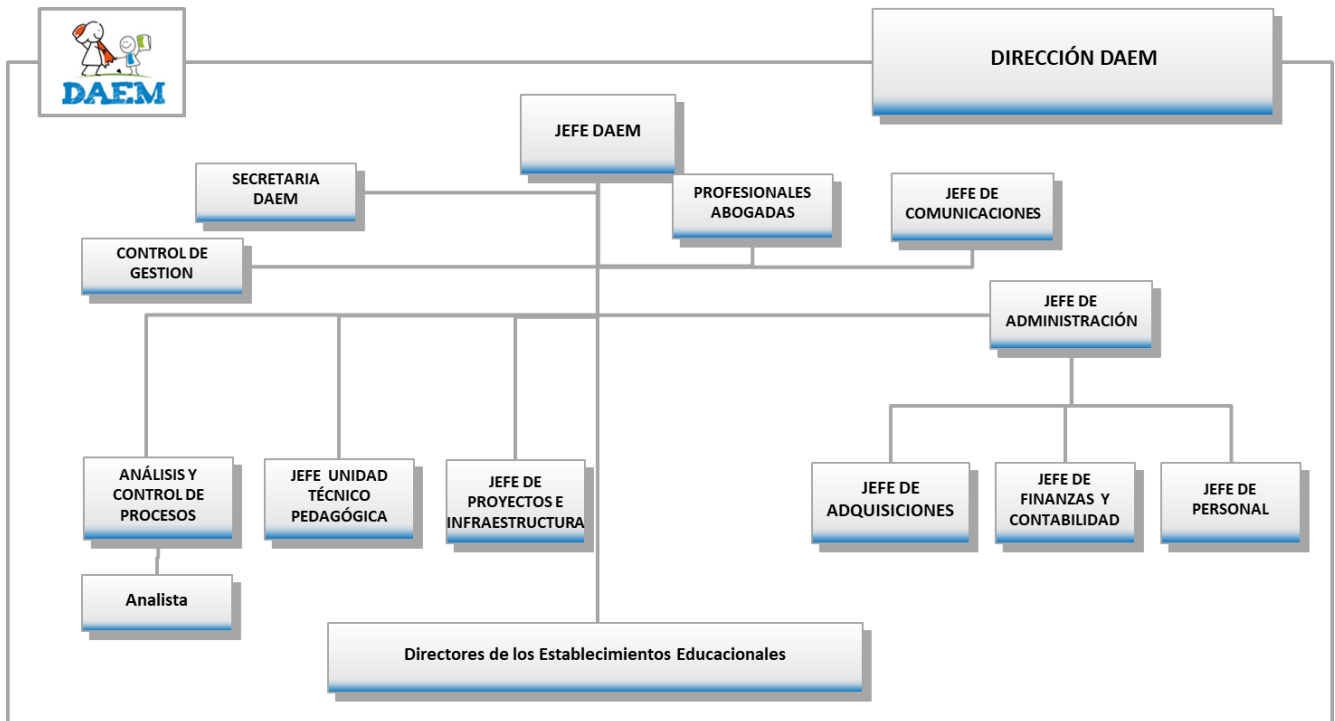 DAEM
DIRECCIÓN DAEM
JEFE DAEM
SECRETARIA
DAEM
PROFESIONALES
ABOGADAS
JEFE DE
COMUNICACIONES
CONTROL DE
GESTION
JEFE DE
ADMINISTRACIÓN
ANÁLISIS Y
CONTROL DE
PROCESOS
JEFE UNIDAD
TÉCNICO
PEDAGÓGICA
JEFE DE
PROYECTOS E
INFRAESTRUCTURA
JEFE DE
ADQUISICIONES
JEFE DE
FINANZAS Y
CONTABILIDAD
JEFE DE
PERSONAL
Analista
Directores de los Establecimientos Educacionales